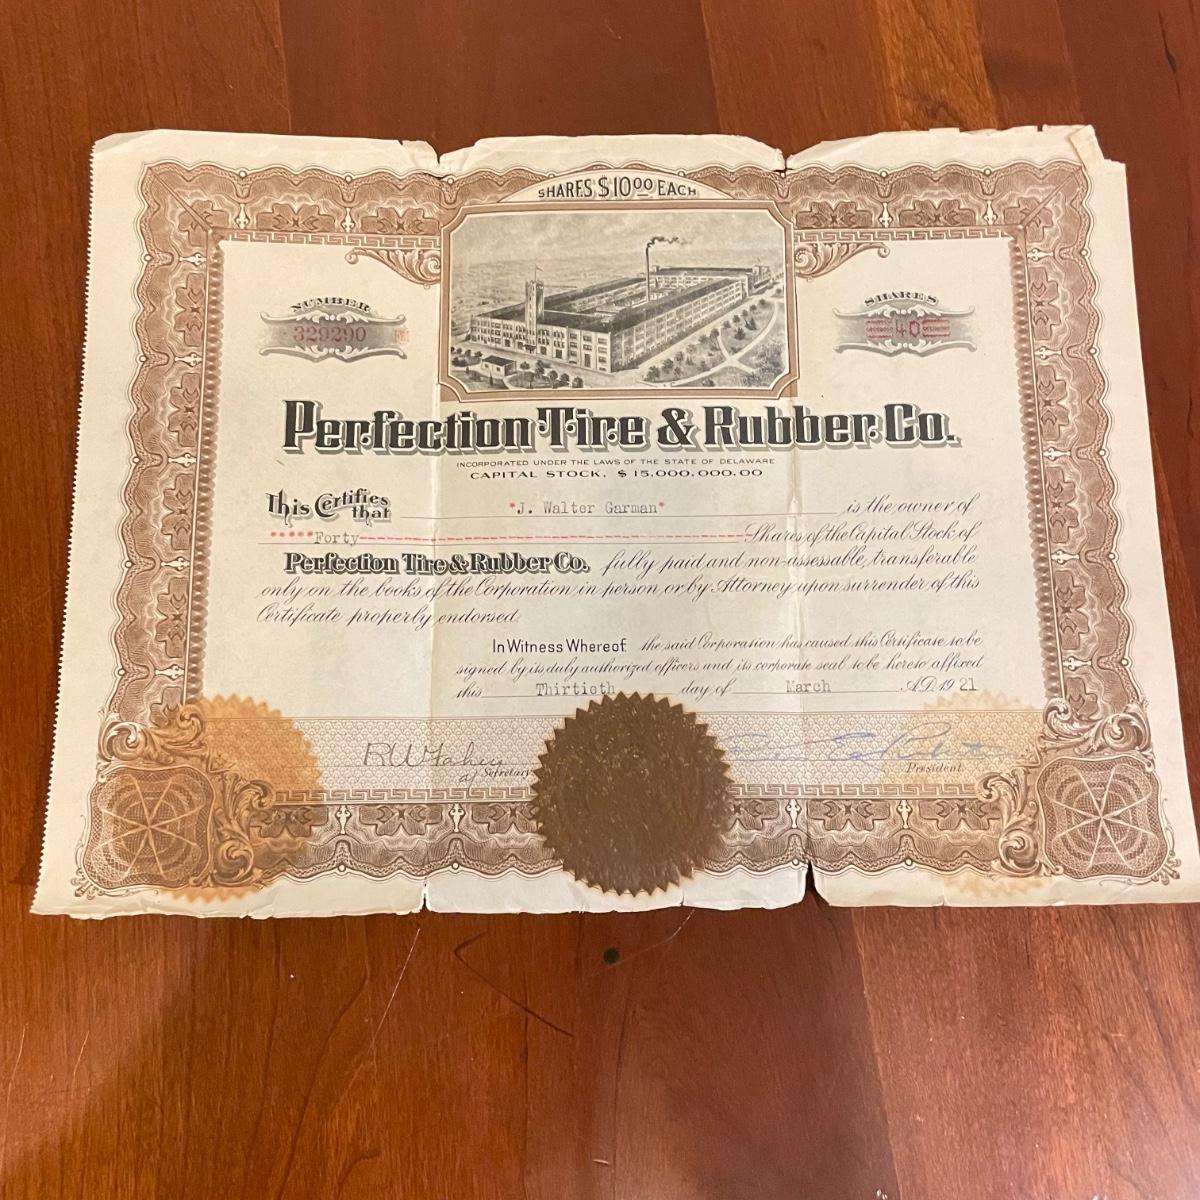 SHARES $10.00 EACH
NUMBER
329290
SHARES
40
Perfection Tire & Rubber Co.
INCORPORATED UNDER THE LAWS OF THE STATE OF DELAWARE
CAPITAL STOCK, $15,000,000.00
This Certifies that *J. Walter Garman* is the owner of
*****Forty Shares of the Capital Stock of
Perfection Tire & Rubber Co. fully paid and non-assessable, transferable
only on the books of the Corporation in person or by Attorney upon surrender of this
Certificate properly endorsed.
In Witness Whereof, the said Corporation has caused this Certificate to be
signed by its duly authorized officers and its corporate seal to be hereto affixed
this Thirtieth day of March A.D. 1921
Secretary
President